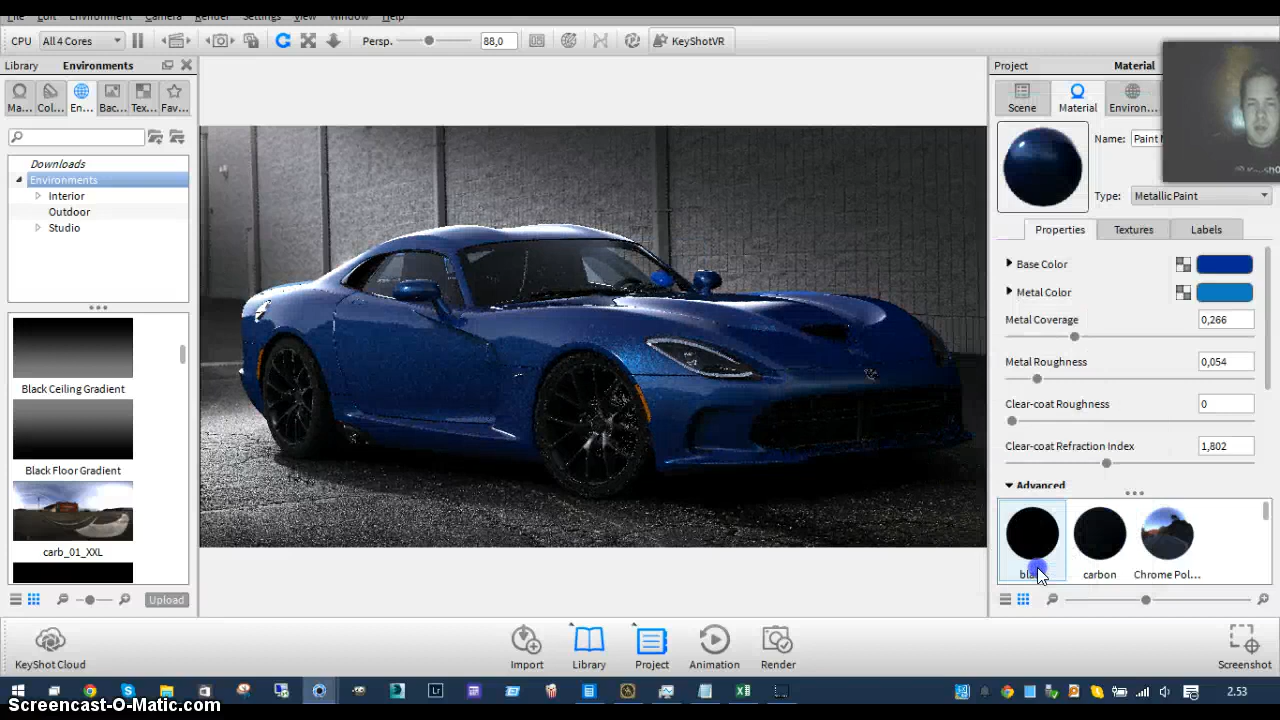 File Edit Environment Camera Render Settings View Window Help
CPU All 4 Cores Persp. 88,0 KeyShotVR
Library Environments
Ma... Col... En... Bac... Tex... Fav...
Downloads
Environments
Interior
Outdoor
Studio
Black Ceiling Gradient
Black Floor Gradient
carb_01_XXL
Upload
Project Material
Scene Material Environ...
Name: Paint
Type: Metallic Paint
Properties Textures Labels
Base Color
Metal Color
Metal Coverage 0,266
Metal Roughness 0,054
Clear-coat Roughness 0
Clear-coat Refraction Index 1,802
Advanced
carbon Chrome Pol...
KeyShot Cloud Import Library Project Animation Render Screenshot
2.53
Screencast-O-Matic.com